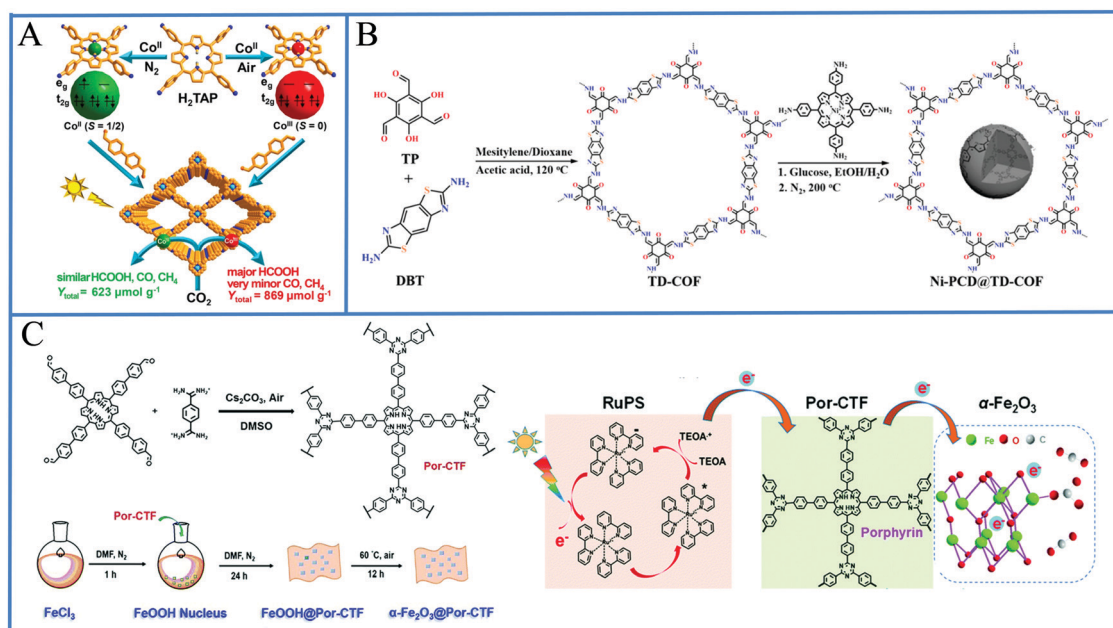 A
Co^II
N₂
Co^II
Air
H₂TAP
e_g
t_2g
e_g
t_2g
Co^II (S = 1/2)
Co^III (S = 0)
Co^II
Co^III
similar HCOOH, CO, CH₄
Y_total = 623 μmol g⁻¹
major HCOOH
very minor CO, CH₄
Y_total = 869 μmol g⁻¹
CO₂
B
TP
+
DBT
Mesitylene/Dioxane
Acetic acid, 120 °C
TD-COF
1. Glucose, EtOH/H₂O
2. N₂, 200 °C
Ni-PCD@TD-COF
C
+
Cs₂CO₃, Air
DMSO
Por-CTF
Por-CTF
DMF, N₂
1 h
DMF, N₂
24 h
60 °C, air
12 h
FeCl₃
FeOOH Nucleus
FeOOH@Por-CTF
α-Fe₂O₃@Por-CTF
RuPS
TEOA·⁺
TEOA
*
e⁻
e⁻
Por-CTF
Porphyrin
e⁻
α-Fe₂O₃
Fe
O
C
e⁻
e⁻